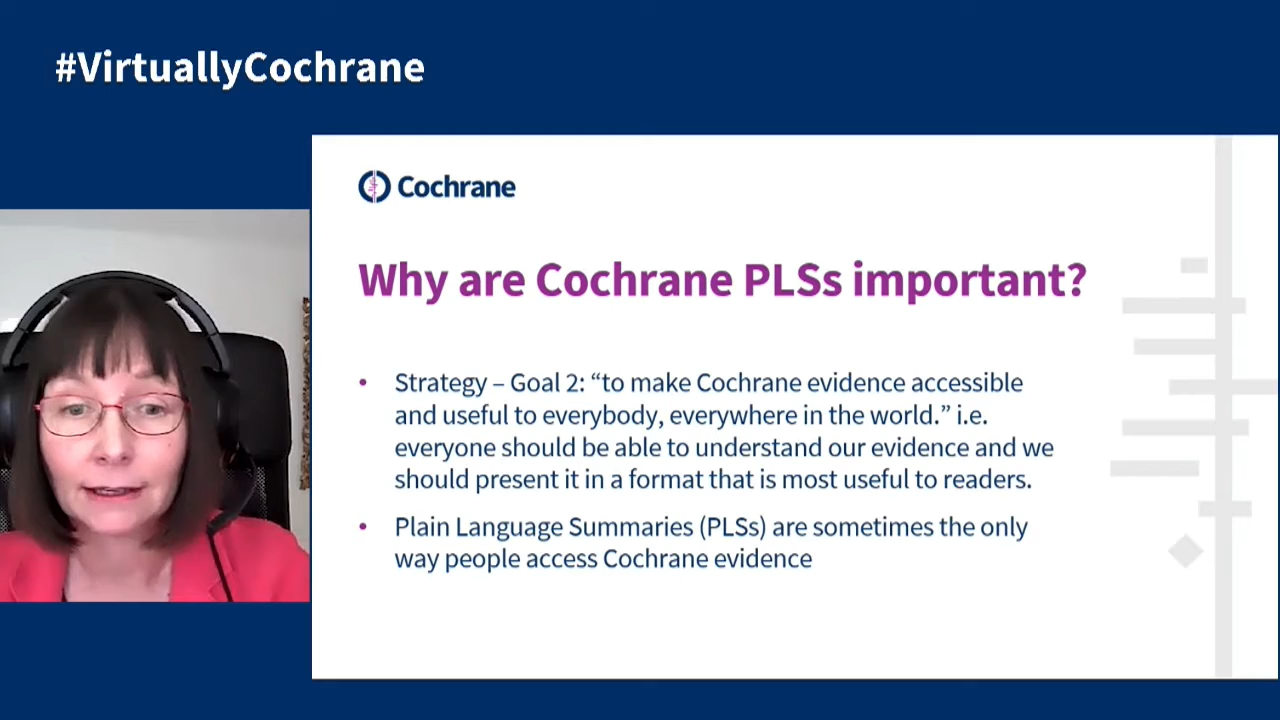 #VirtuallyCochrane
Cochrane
Why are Cochrane PLSs important?
• Strategy – Goal 2: “to make Cochrane evidence accessible
and useful to everybody, everywhere in the world.” i.e.
everyone should be able to understand our evidence and we
should present it in a format that is most useful to readers.
• Plain Language Summaries (PLSs) are sometimes the only
way people access Cochrane evidence